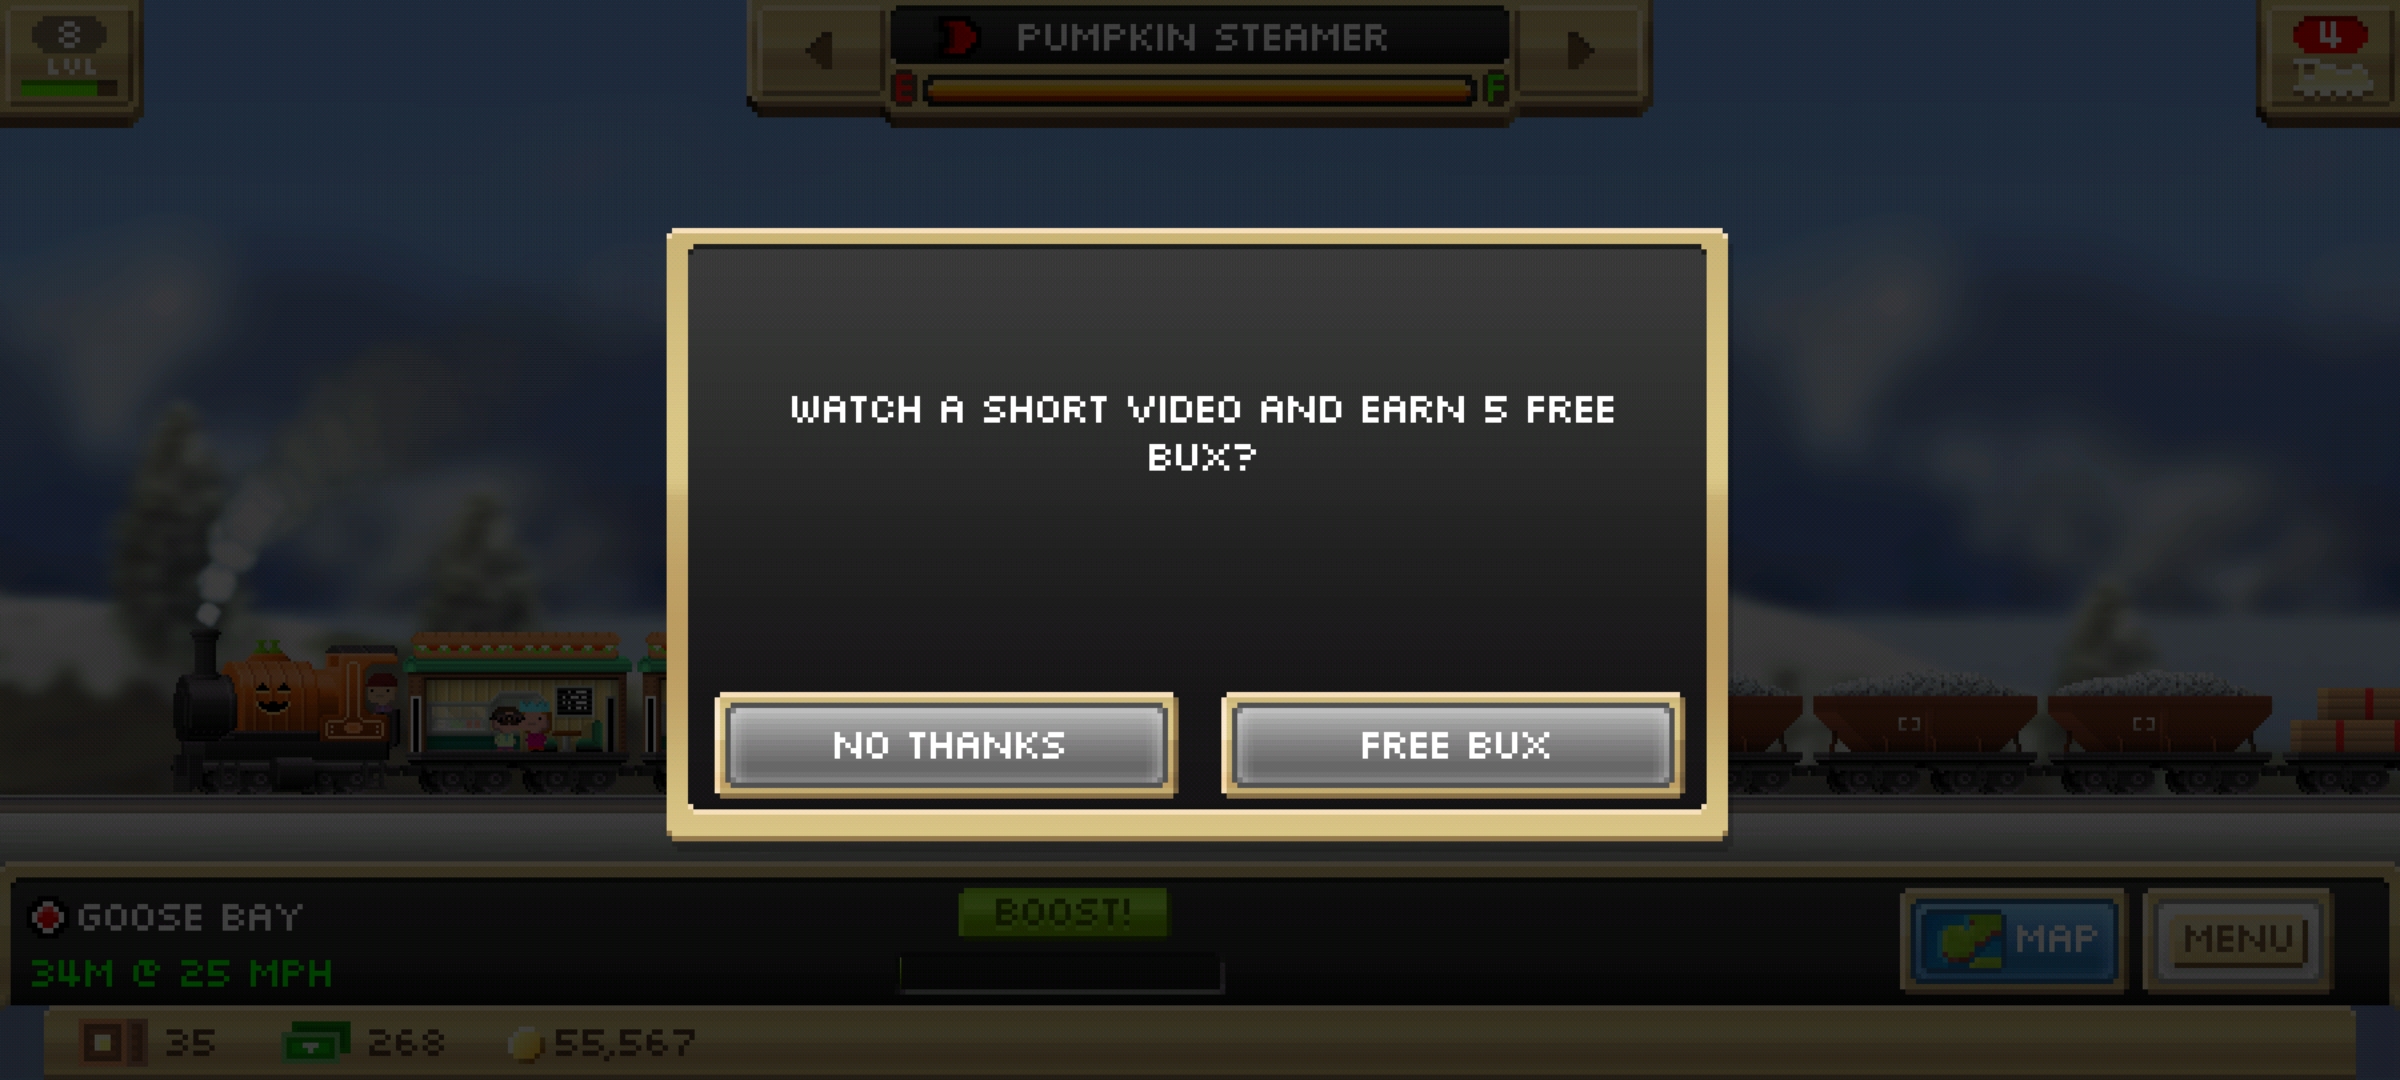 8
LVL
PUMPKIN STEAMER
E F
4
WATCH A SHORT VIDEO AND EARN 5 FREE
BUX?
NO THANKS
FREE BUX
GOOSE BAY
34M @ 25 MPH
BOOST!
MAP
MENU
35
268
55,567